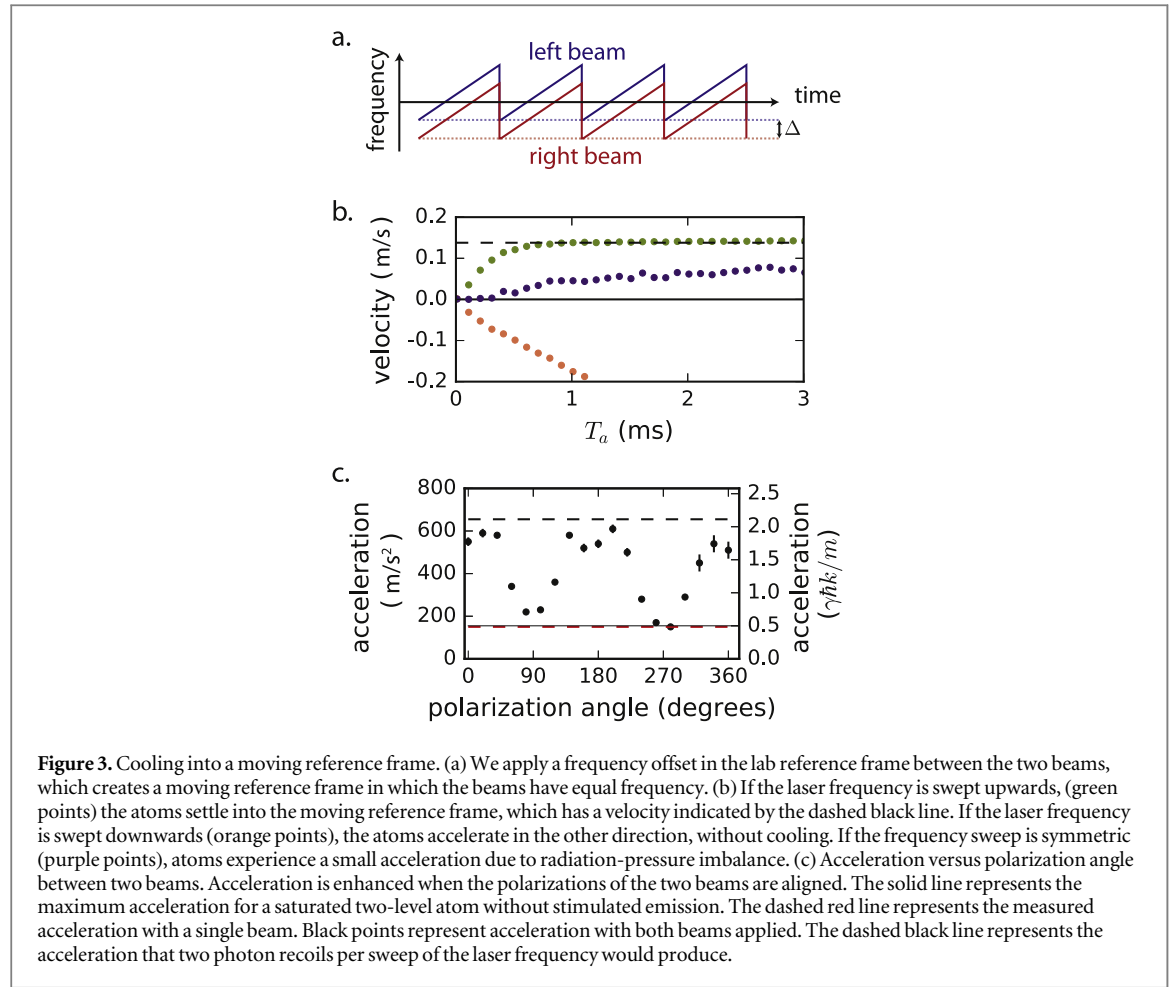 a.
left beam
frequency
time
Δ
right beam
b.
velocity ( m/s )
0.2
0.1
0.0
-0.1
-0.2
0 1 2 3
T_a (ms)
c.
acceleration
( m/s²)
800
600
400
200
0
2.5
2.0
1.5
1.0
0.5
0.0
acceleration
(γℏk/m)
0 90 180 270 360
polarization angle (degrees)
Figure 3. Cooling into a moving reference frame. (a) We apply a frequency offset in the lab reference frame between the two beams,
which creates a moving reference frame in which the beams have equal frequency. (b) If the laser frequency is swept upwards, (green
points) the atoms settle into the moving reference frame, which has a velocity indicated by the dashed black line. If the laser frequency
is swept downwards (orange points), the atoms accelerate in the other direction, without cooling. If the frequency sweep is symmetric
(purple points), atoms experience a small acceleration due to radiation-pressure imbalance. (c) Acceleration versus polarization angle
between two beams. Acceleration is enhanced when the polarizations of the two beams are aligned. The solid line represents the
maximum acceleration for a saturated two-level atom without stimulated emission. The dashed red line represents the measured
acceleration with a single beam. Black points represent acceleration with both beams applied. The dashed black line represents the
acceleration that two photon recoils per sweep of the laser frequency would produce.